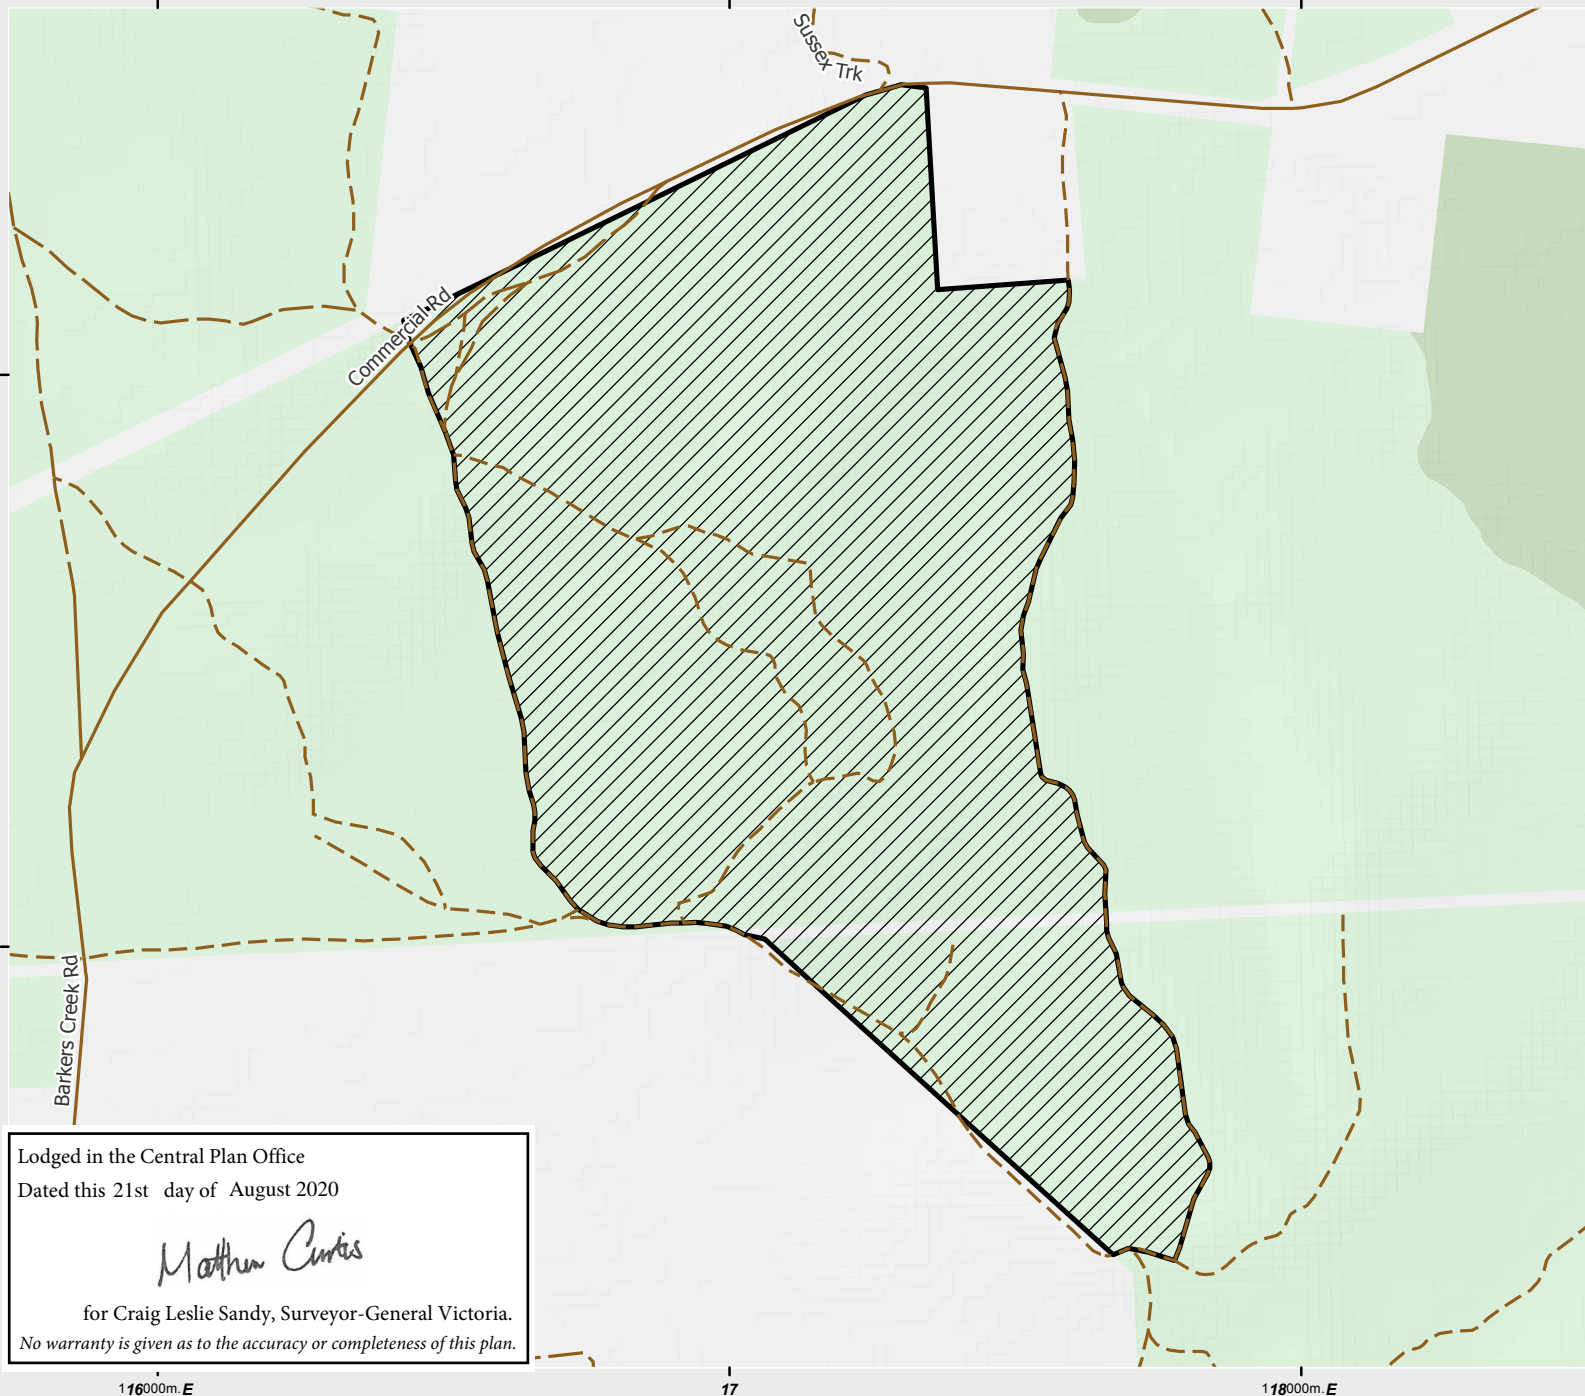 Sussex Trk
Commercial Rd
Barkers Creek Rd
Lodged in the Central Plan Office
Dated this 21st day of August 2020
Matthew Curtis
for Craig Leslie Sandy, Surveyor-General Victoria.
No warranty is given as to the accuracy or completeness of this plan.
116000m.E
17
118000m.E